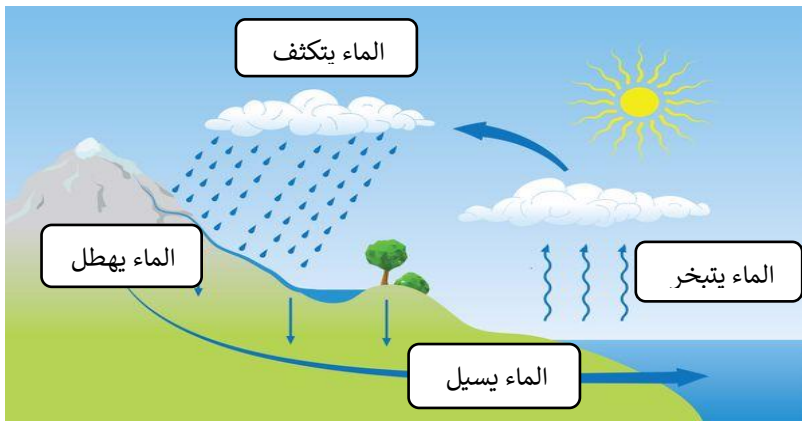 الماء يتكثف
الماء يهطل
الماء يتبخر
الماء يسيل